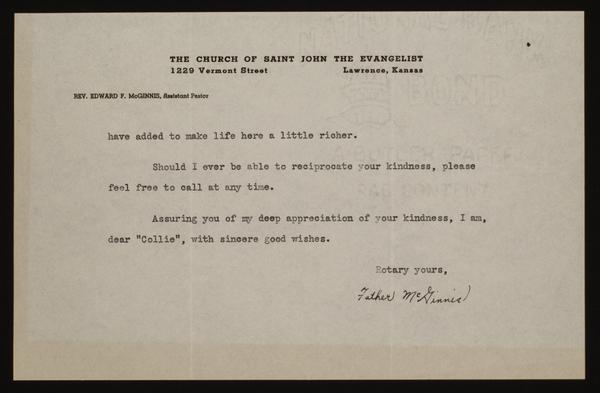 THE CHURCH OF SAINT JOHN THE EVANGELIST
1229 Vermont Street Lawrence, Kansas
REV. EDWARD F. McGINNIS, Assistant Pastor
have added to make life here a little richer.
Should I ever be able to reciprocate your kindness, please
feel free to call at any time.
Assuring you of my deep appreciation of your kindness, I am,
dear "Collie", with sincere good wishes.
Rotary yours,
Father McGinnis